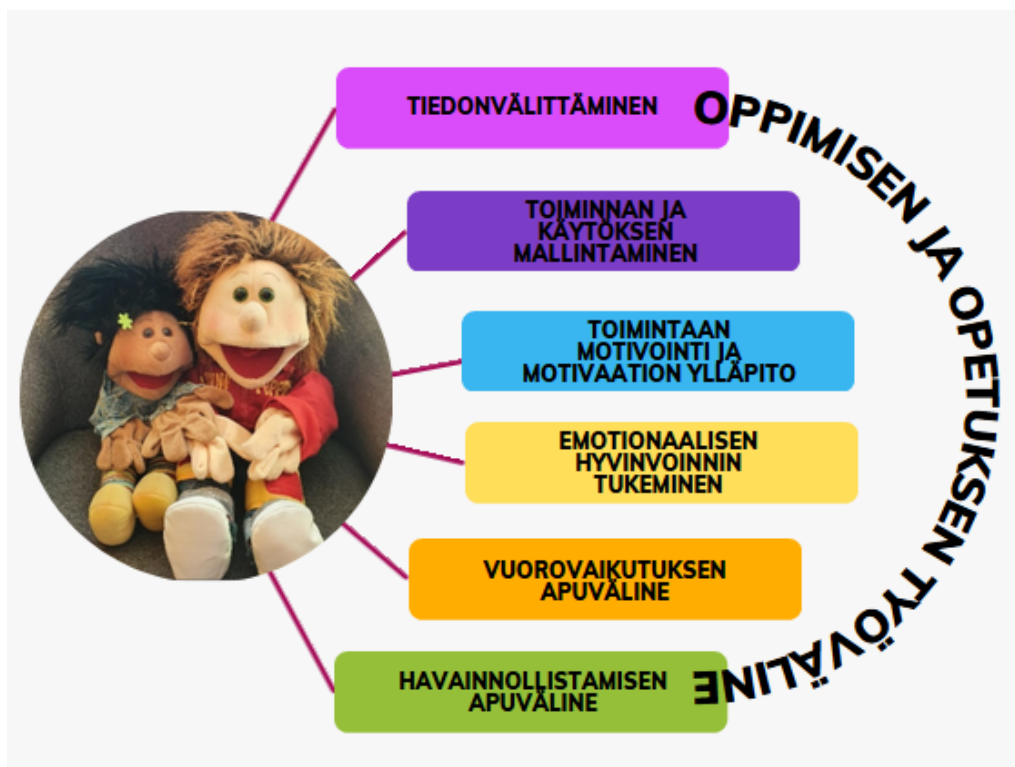 TIEDONVÄLITTÄMINEN
TOIMINNAN JA
KÄYTÖKSEN
MALLINTAMINEN
TOIMINTAAN
MOTIVOINTI JA
MOTIVAATION YLLÄPITO
EMOTIONAALISEN
HYVINVOINNIN
TUKEMINEN
VUOROVAIKUTUKSEN
APUVÄLINE
HAVAINNOLLISTAMISEN
APUVÄLINE
OPPIMISEN JA OPETUKSEN TYÖVÄLINE